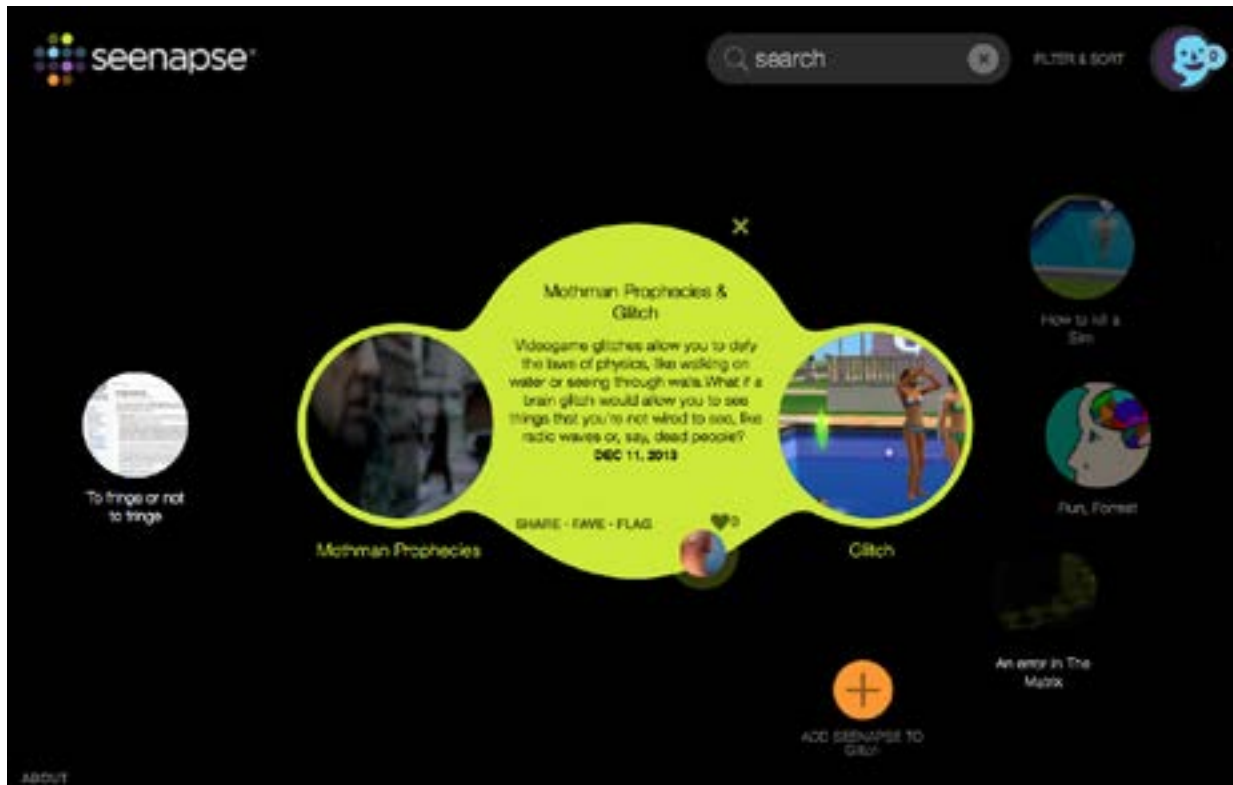 seenapse
search
FILTER & SORT
Mothman Prophecies &
Glitch
Videogame glitches allow you to defy
the laws of physics, like walking on
water or seeing through walls. What if a
brain glitch would allow you to see
things that you're not wired to see, like
radio waves or, say, dead people?
DEC 11, 2013
SHARE - FAVE - FLAG
0
Mothman Prophecies
Glitch
To fringe or not
to fringe
How to kill a
Sim
Run, Forrest
An error in The
Matrix
ADD SEENAPSE TO
Glitch
ABOUT